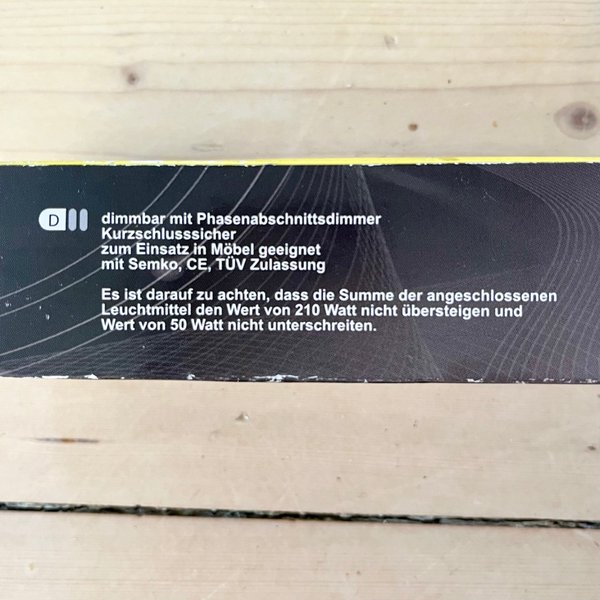 D
dimmbar mit Phasenabschnittsdimmer
Kurzschlusssicher
zum Einsatz in Möbel geeignet
mit Semko, CE, TÜV Zulassung
Es ist darauf zu achten, dass die Summe der angeschlossenen
Leuchtmittel den Wert von 210 Watt nicht übersteigen und
Wert von 50 Watt nicht unterschreiten.